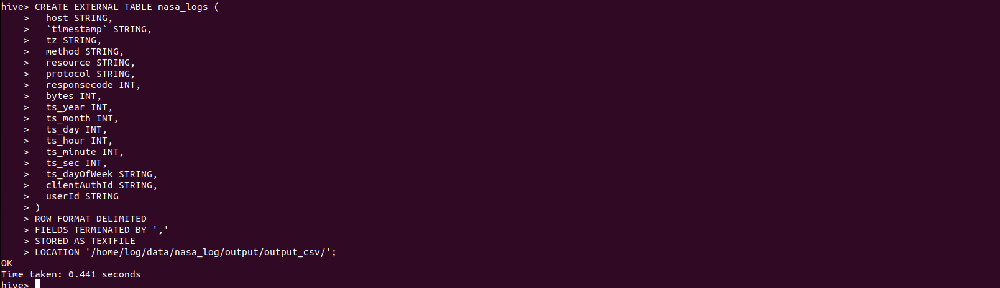 hive> CREATE EXTERNAL TABLE nasa_logs (
    >   host STRING,
    >   `timestamp` STRING,
    >   tz STRING,
    >   method STRING,
    >   resource STRING,
    >   protocol STRING,
    >   responsecode INT,
    >   bytes INT,
    >   ts_year INT,
    >   ts_month INT,
    >   ts_day INT,
    >   ts_hour INT,
    >   ts_minute INT,
    >   ts_sec INT,
    >   ts_dayOfWeek STRING,
    >   clientAuthId STRING,
    >   userId STRING
    > )
    > ROW FORMAT DELIMITED
    > FIELDS TERMINATED BY ','
    > STORED AS TEXTFILE
    > LOCATION '/home/log/data/nasa_log/output/output_csv/';
OK
Time taken: 0.441 seconds
hive>